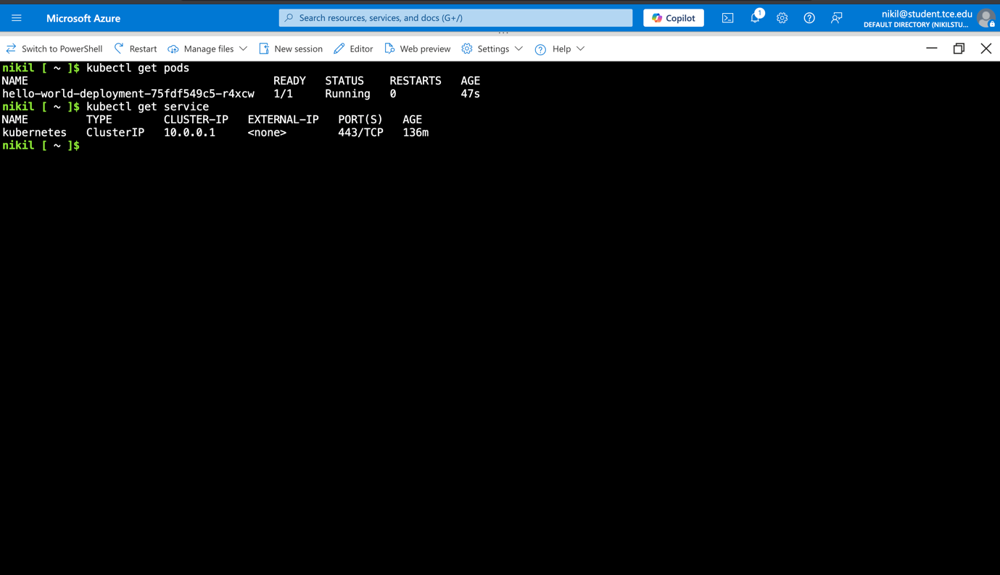 Microsoft Azure
Search resources, services, and docs (G+/)
Copilot
1
nikil@student.tce.edu
DEFAULT DIRECTORY (NIKILSTU...
Switch to PowerShell Restart Manage files New session Editor Web preview Settings Help
nikil [ ~ ]$ kubectl get pods
NAME READY STATUS RESTARTS AGE
hello-world-deployment-75fdf549c5-r4xcw 1/1 Running 0 47s
nikil [ ~ ]$ kubectl get service
NAME TYPE CLUSTER-IP EXTERNAL-IP PORT(S) AGE
kubernetes ClusterIP 10.0.0.1 <none> 443/TCP 136m
nikil [ ~ ]$